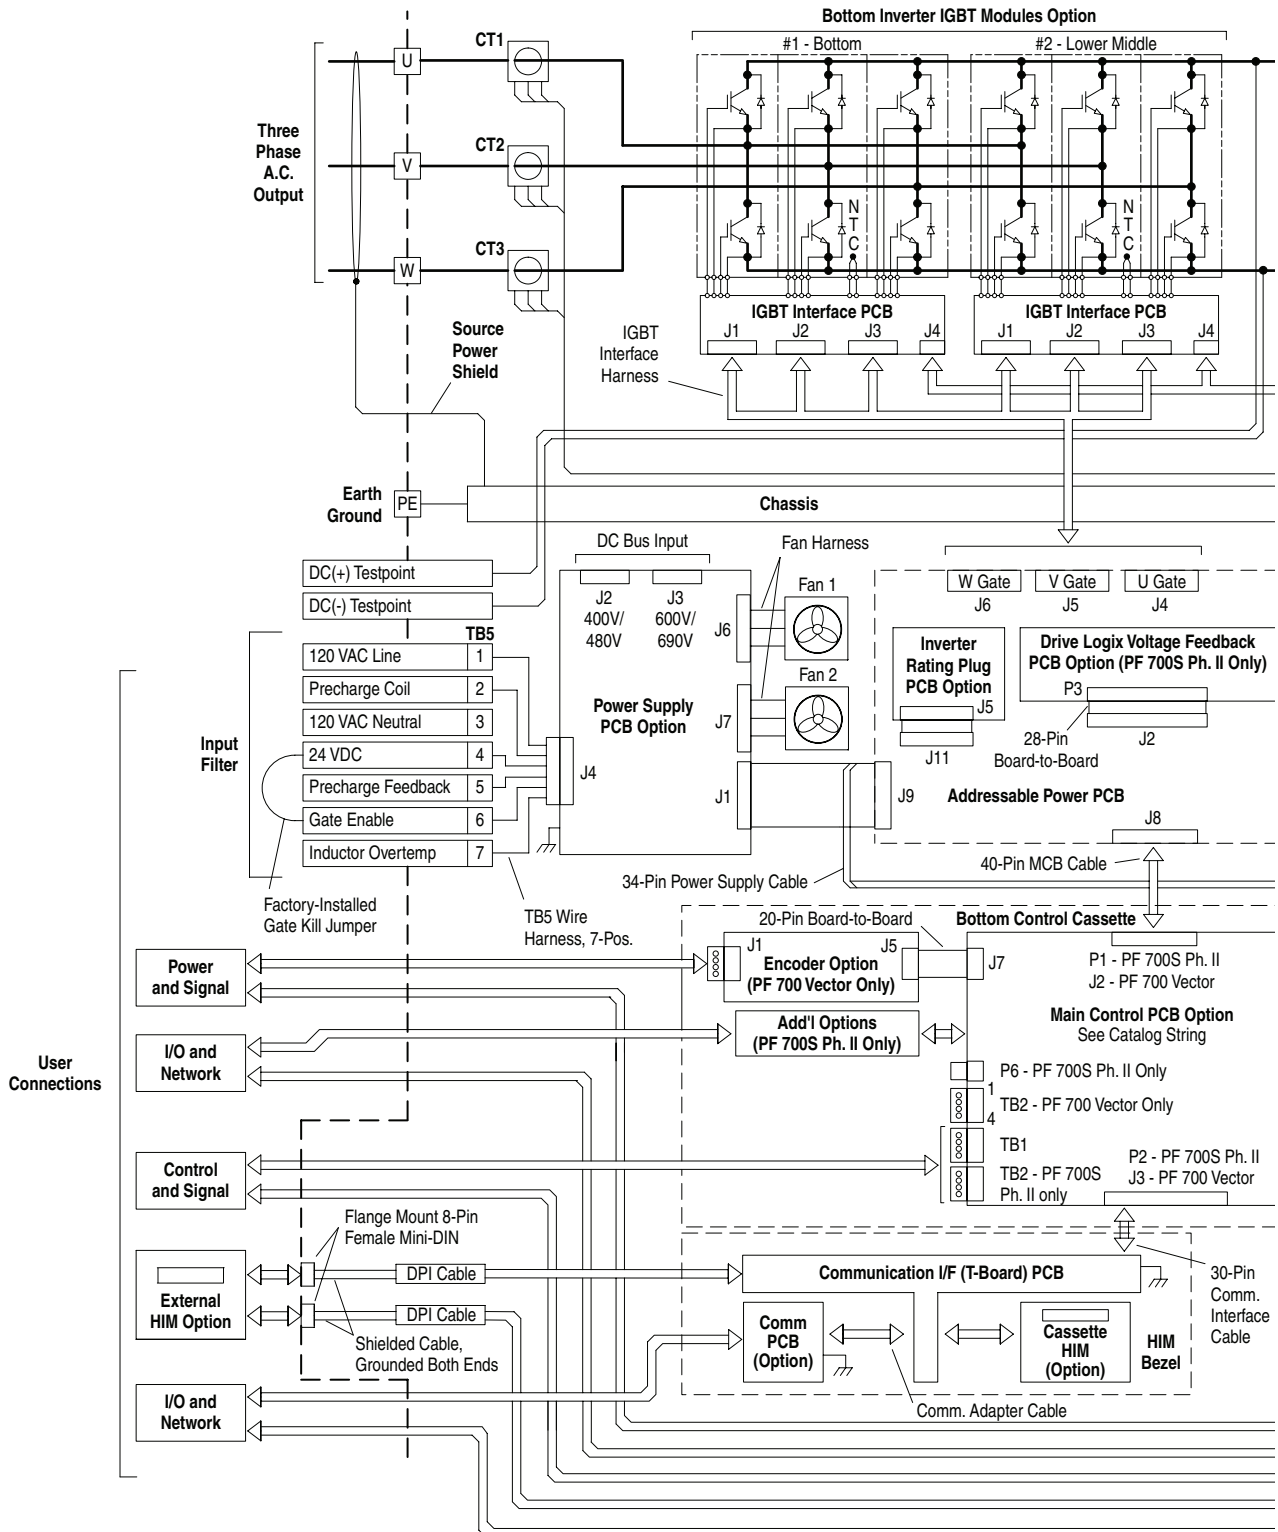 Bottom Inverter IGBT Modules Option
#1 - Bottom
#2 - Lower Middle
CT1
U
Three
Phase
A.C.
Output
CT2
V
CT3
W
N
T
C
N
T
C
IGBT Interface PCB
J1
J2
J3
J4
IGBT Interface PCB
J1
J2
J3
J4
Source
Power
Shield
IGBT
Interface
Harness
Earth
Ground
PE
Chassis
DC(+) Testpoint
DC(-) Testpoint
DC Bus Input
J2
400V/
480V
J3
600V/
690V
Fan Harness
Fan 1
J6
Fan 2
J7
Power Supply
PCB Option
J4
J1
W Gate
V Gate
U Gate
J6
J5
J4
Inverter
Rating Plug
PCB Option
J5
J11
Drive Logix Voltage Feedback
PCB Option (PF 700S Ph. II Only)
P3
J2
28-Pin
Board-to-Board
J9
Addressable Power PCB
J8
40-Pin MCB Cable
34-Pin Power Supply Cable
TB5
120 VAC Line
1
Precharge Coil
2
120 VAC Neutral
3
24 VDC
4
Precharge Feedback
5
Gate Enable
6
Inductor Overtemp
7
Input
Filter
Factory-Installed
Gate Kill Jumper
TB5 Wire
Harness, 7-Pos.
User
Connections
Power
and Signal
I/O and
Network
Control
and Signal
External
HIM Option
I/O and
Network
20-Pin Board-to-Board
Bottom Control Cassette
J1
J5
Encoder Option
(PF 700 Vector Only)
J7
P1 - PF 700S Ph. II
J2 - PF 700 Vector
Add'l Options
(PF 700S Ph. II Only)
Main Control PCB Option
See Catalog String
P6 - PF 700S Ph. II Only
1
TB2 - PF 700 Vector Only
4
TB1
TB2 - PF 700S
Ph. II only
P2 - PF 700S Ph. II
J3 - PF 700 Vector
Flange Mount 8-Pin
Female Mini-DIN
DPI Cable
DPI Cable
Shielded Cable,
Grounded Both Ends
Communication I/F (T-Board) PCB
30-Pin
Comm.
Interface
Cable
Comm
PCB
(Option)
Cassette
HIM
(Option)
HIM
Bezel
Comm. Adapter Cable